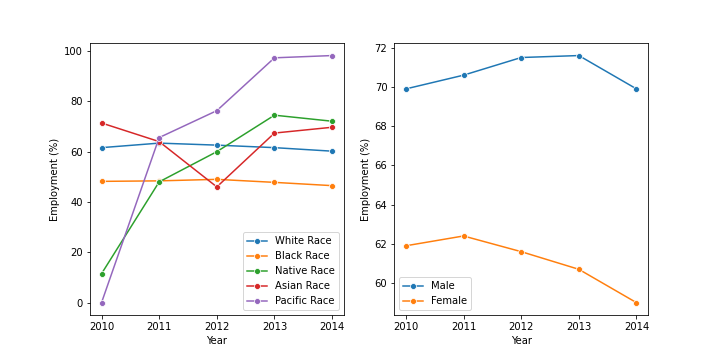 100
80
60
40
20
0
Employment (%)
2010 2011 2012 2013 2014
Year
White Race
Black Race
Native Race
Asian Race
Pacific Race
72
70
68
66
64
62
60
Employment (%)
2010 2011 2012 2013 2014
Year
Male
Female